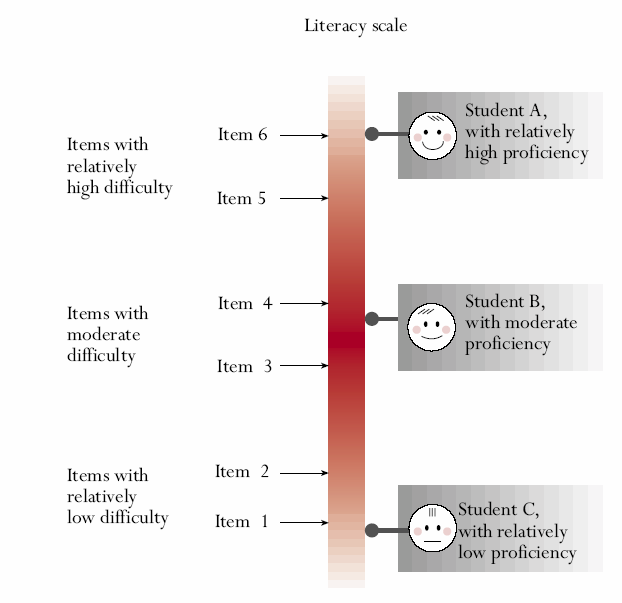 Literacy scale
Items with
relatively
high difficulty
Item 6
Item 5
Student A,
with relatively
high proficiency
Items with
moderate
difficulty
Item 4
Item 3
Student B,
with moderate
proficiency
Items with
relatively
low difficulty
Item 2
Item 1
Student C,
with relatively
low proficiency